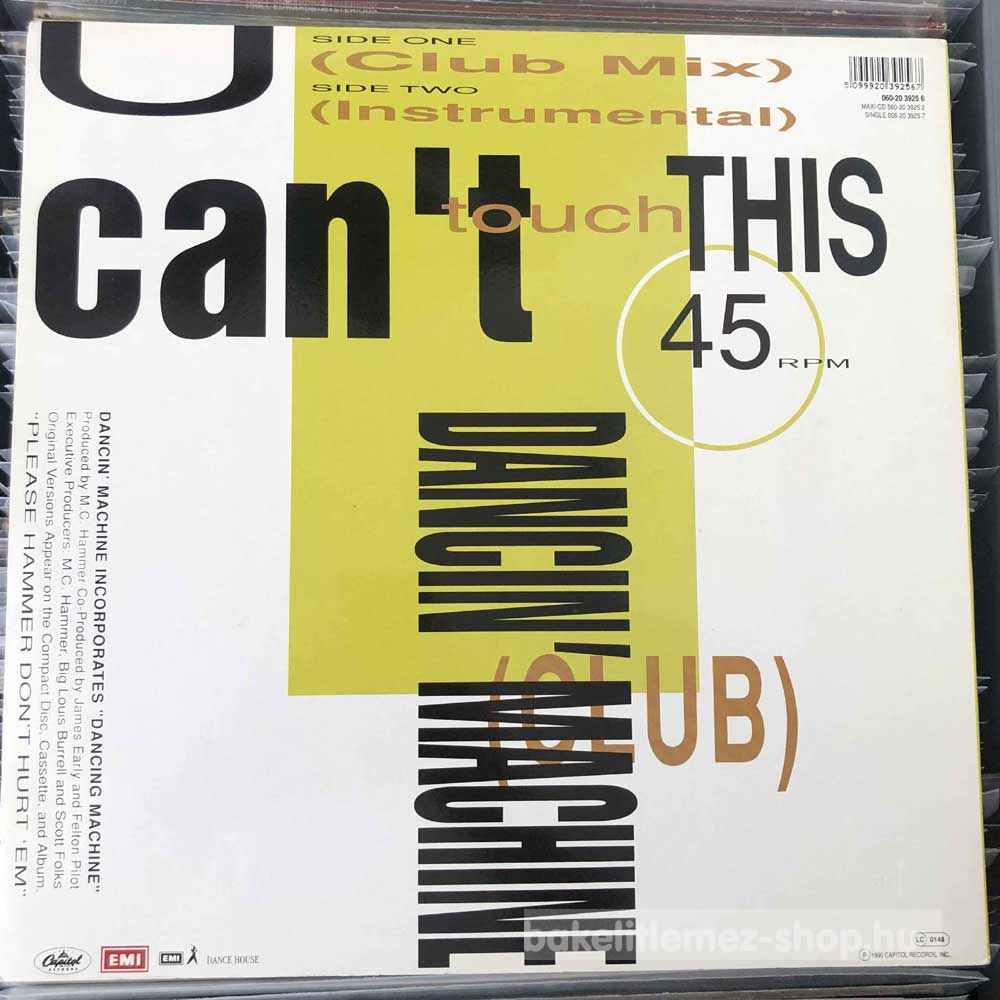 SIDE ONE
(Club Mix)
SIDE TWO
(Instrumental)
5 099920 392567
060-20 3925 6
MAXI-CD 560-20 3925 2
SINGLE 006-20 3925 7
U
can't
touch
THIS
45 RPM
DANCIN' MACHINE
(CLUB)
DANCIN' MACHINE INCORPORATES "DANCING MACHINE"
Produced by M.C. Hammer Co-Produced by James Early and Felton Pilot
Executive Producers: M.C. Hammer, Big Louis Burrell and Scott Folks
Original Versions Appear on the Compact Disc, Cassette, and Album,
"PLEASE HAMMER DON'T HURT 'EM"
Capitol
RECORDS
EMI
EMI
DANCE HOUSE
bakelitlemez-shop.hu
LC 0148
Ⓟ 1990 CAPITOL RECORDS, INC.